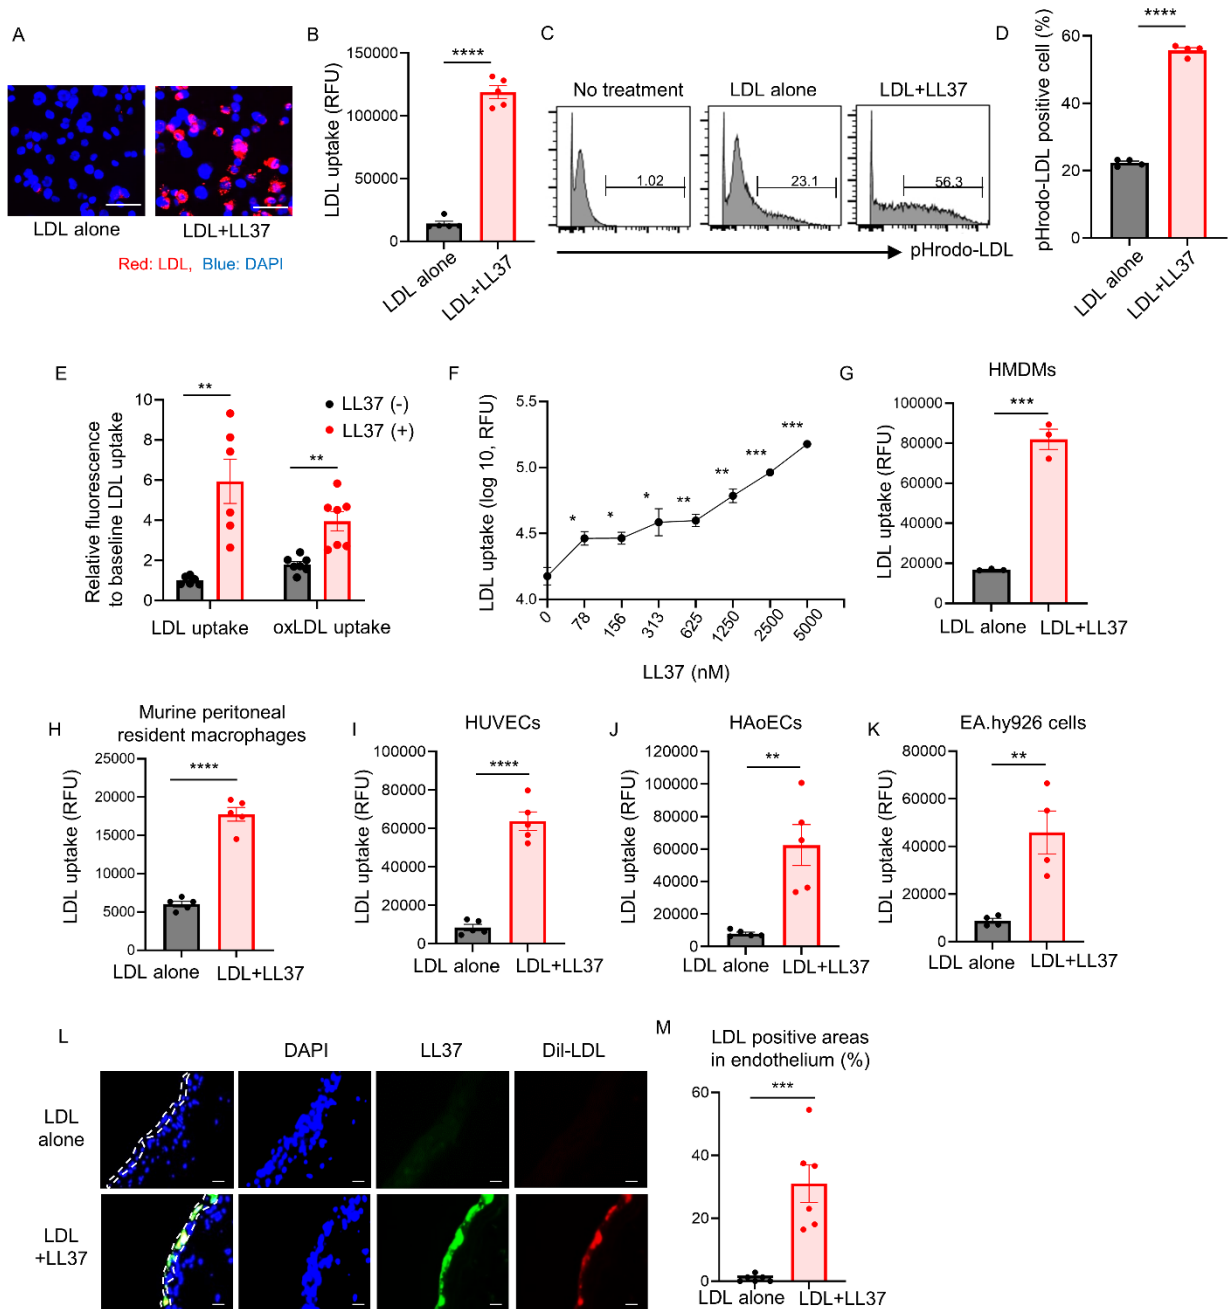 A
LDL alone
LDL+LL37
Red: LDL, Blue: DAPI
B
LDL uptake (RFU)
150000
100000
50000
0
****
LDL alone
LDL+LL37
C
No treatment
LDL alone
LDL+LL37
1.02
23.1
56.3
pHrodo-LDL
D
pHrodo-LDL positive cell (%)
60
40
20
0
****
LDL alone
LDL+LL37
E
Relative fluorescence
to baseline LDL uptake
10
8
6
4
2
0
**
**
LL37 (-)
LL37 (+)
LDL uptake
oxLDL uptake
F
LDL uptake (log 10, RFU)
5.5
5.0
4.5
4.0
*
*
*
**
**
***
***
0
78
156
313
625
1250
2500
5000
LL37 (nM)
G
HMDMs
LDL uptake (RFU)
100000
80000
60000
40000
20000
0
***
LDL alone
LDL+LL37
H
Murine peritoneal
resident macrophages
LDL uptake (RFU)
25000
20000
15000
10000
5000
0
****
LDL alone
LDL+LL37
I
HUVECs
LDL uptake (RFU)
100000
80000
60000
40000
20000
0
****
LDL alone
LDL+LL37
J
HAoECs
LDL uptake (RFU)
120000
100000
80000
60000
40000
20000
0
**
LDL alone
LDL+LL37
K
EA.hy926 cells
LDL uptake (RFU)
80000
60000
40000
20000
0
**
LDL alone
LDL+LL37
L
DAPI
LL37
Dil-LDL
LDL
alone
LDL
+LL37
M
LDL positive areas
in endothelium (%)
60
40
20
0
***
LDL alone
LDL+LL37